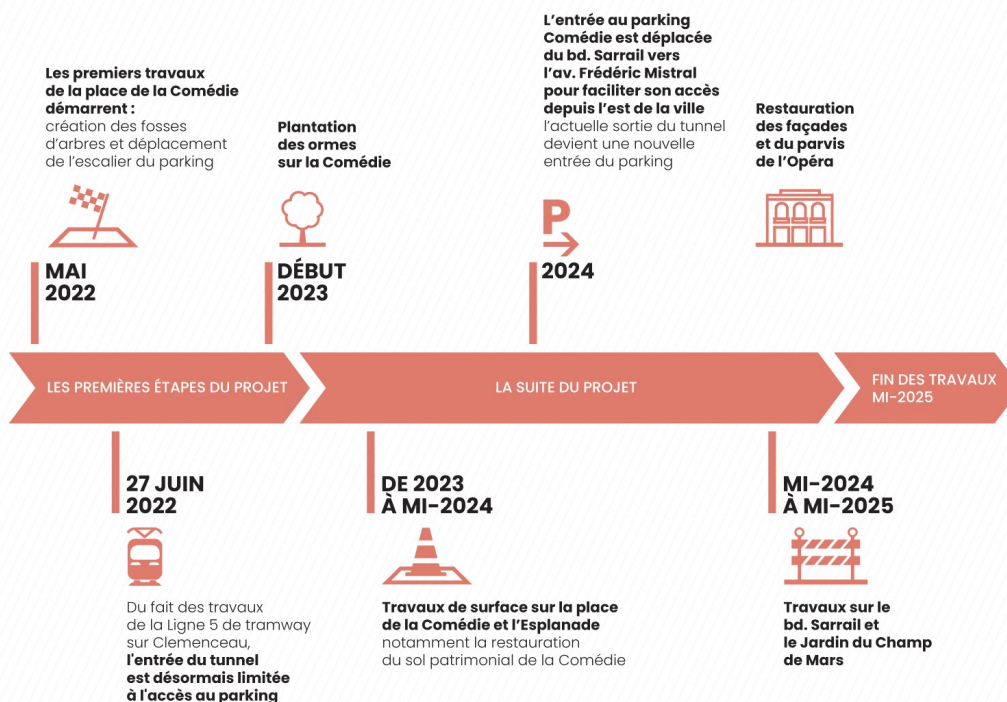 Les premiers travaux
de la place de la Comédie
démarrent :
création des fosses
d'arbres et déplacement
de l'escalier du parking
MAI
2022
Plantation
des ormes
sur la Comédie
DÉBUT
2023
L'entrée au parking
Comédie est déplacée
du bd. Sarrail vers
l'av. Frédéric Mistral
pour faciliter son accès
depuis l'est de la ville
l'actuelle sortie du tunnel
devient une nouvelle
entrée du parking
P
2024
Restauration
des façades
et du parvis
de l'Opéra
LES PREMIÈRES ÉTAPES DU PROJET
LA SUITE DU PROJET
FIN DES TRAVAUX
MI-2025
27 JUIN
2022
Du fait des travaux
de la Ligne 5 de tramway
sur Clemenceau,
l'entrée du tunnel
est désormais limitée
à l'accès au parking
DE 2023
À MI-2024
Travaux de surface sur la place
de la Comédie et l'Esplanade
notamment la restauration
du sol patrimonial de la Comédie
MI-2024
À MI-2025
Travaux sur le
bd. Sarrail et
le Jardin du Champ
de Mars